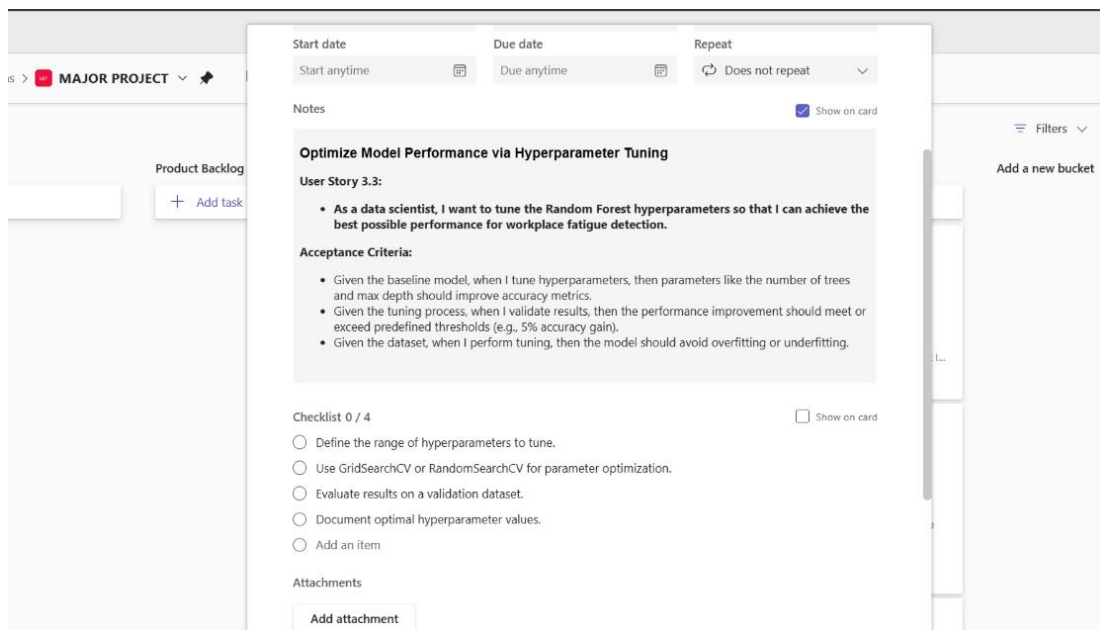 Start date Due date Repeat
MAJOR PROJECT Start anytime Due anytime Does not repeat
Notes Show on card
Filters
Optimize Model Performance via Hyperparameter Tuning
Product Backlog Add a new bucket
User Story 3.3:
+ Add task
• As a data scientist, I want to tune the Random Forest hyperparameters so that I can achieve the
best possible performance for workplace fatigue detection.
Acceptance Criteria:
• Given the baseline model, when I tune hyperparameters, then parameters like the number of trees
and max depth should improve accuracy metrics.
• Given the tuning process, when I validate results, then the performance improvement should meet or
exceed predefined thresholds (e.g., 5% accuracy gain).
• Given the dataset, when I perform tuning, then the model should avoid overfitting or underfitting.
Checklist 0 / 4 Show on card
Define the range of hyperparameters to tune.
Use GridSearchCV or RandomSearchCV for parameter optimization.
Evaluate results on a validation dataset.
Document optimal hyperparameter values.
Add an item
Attachments
Add attachment